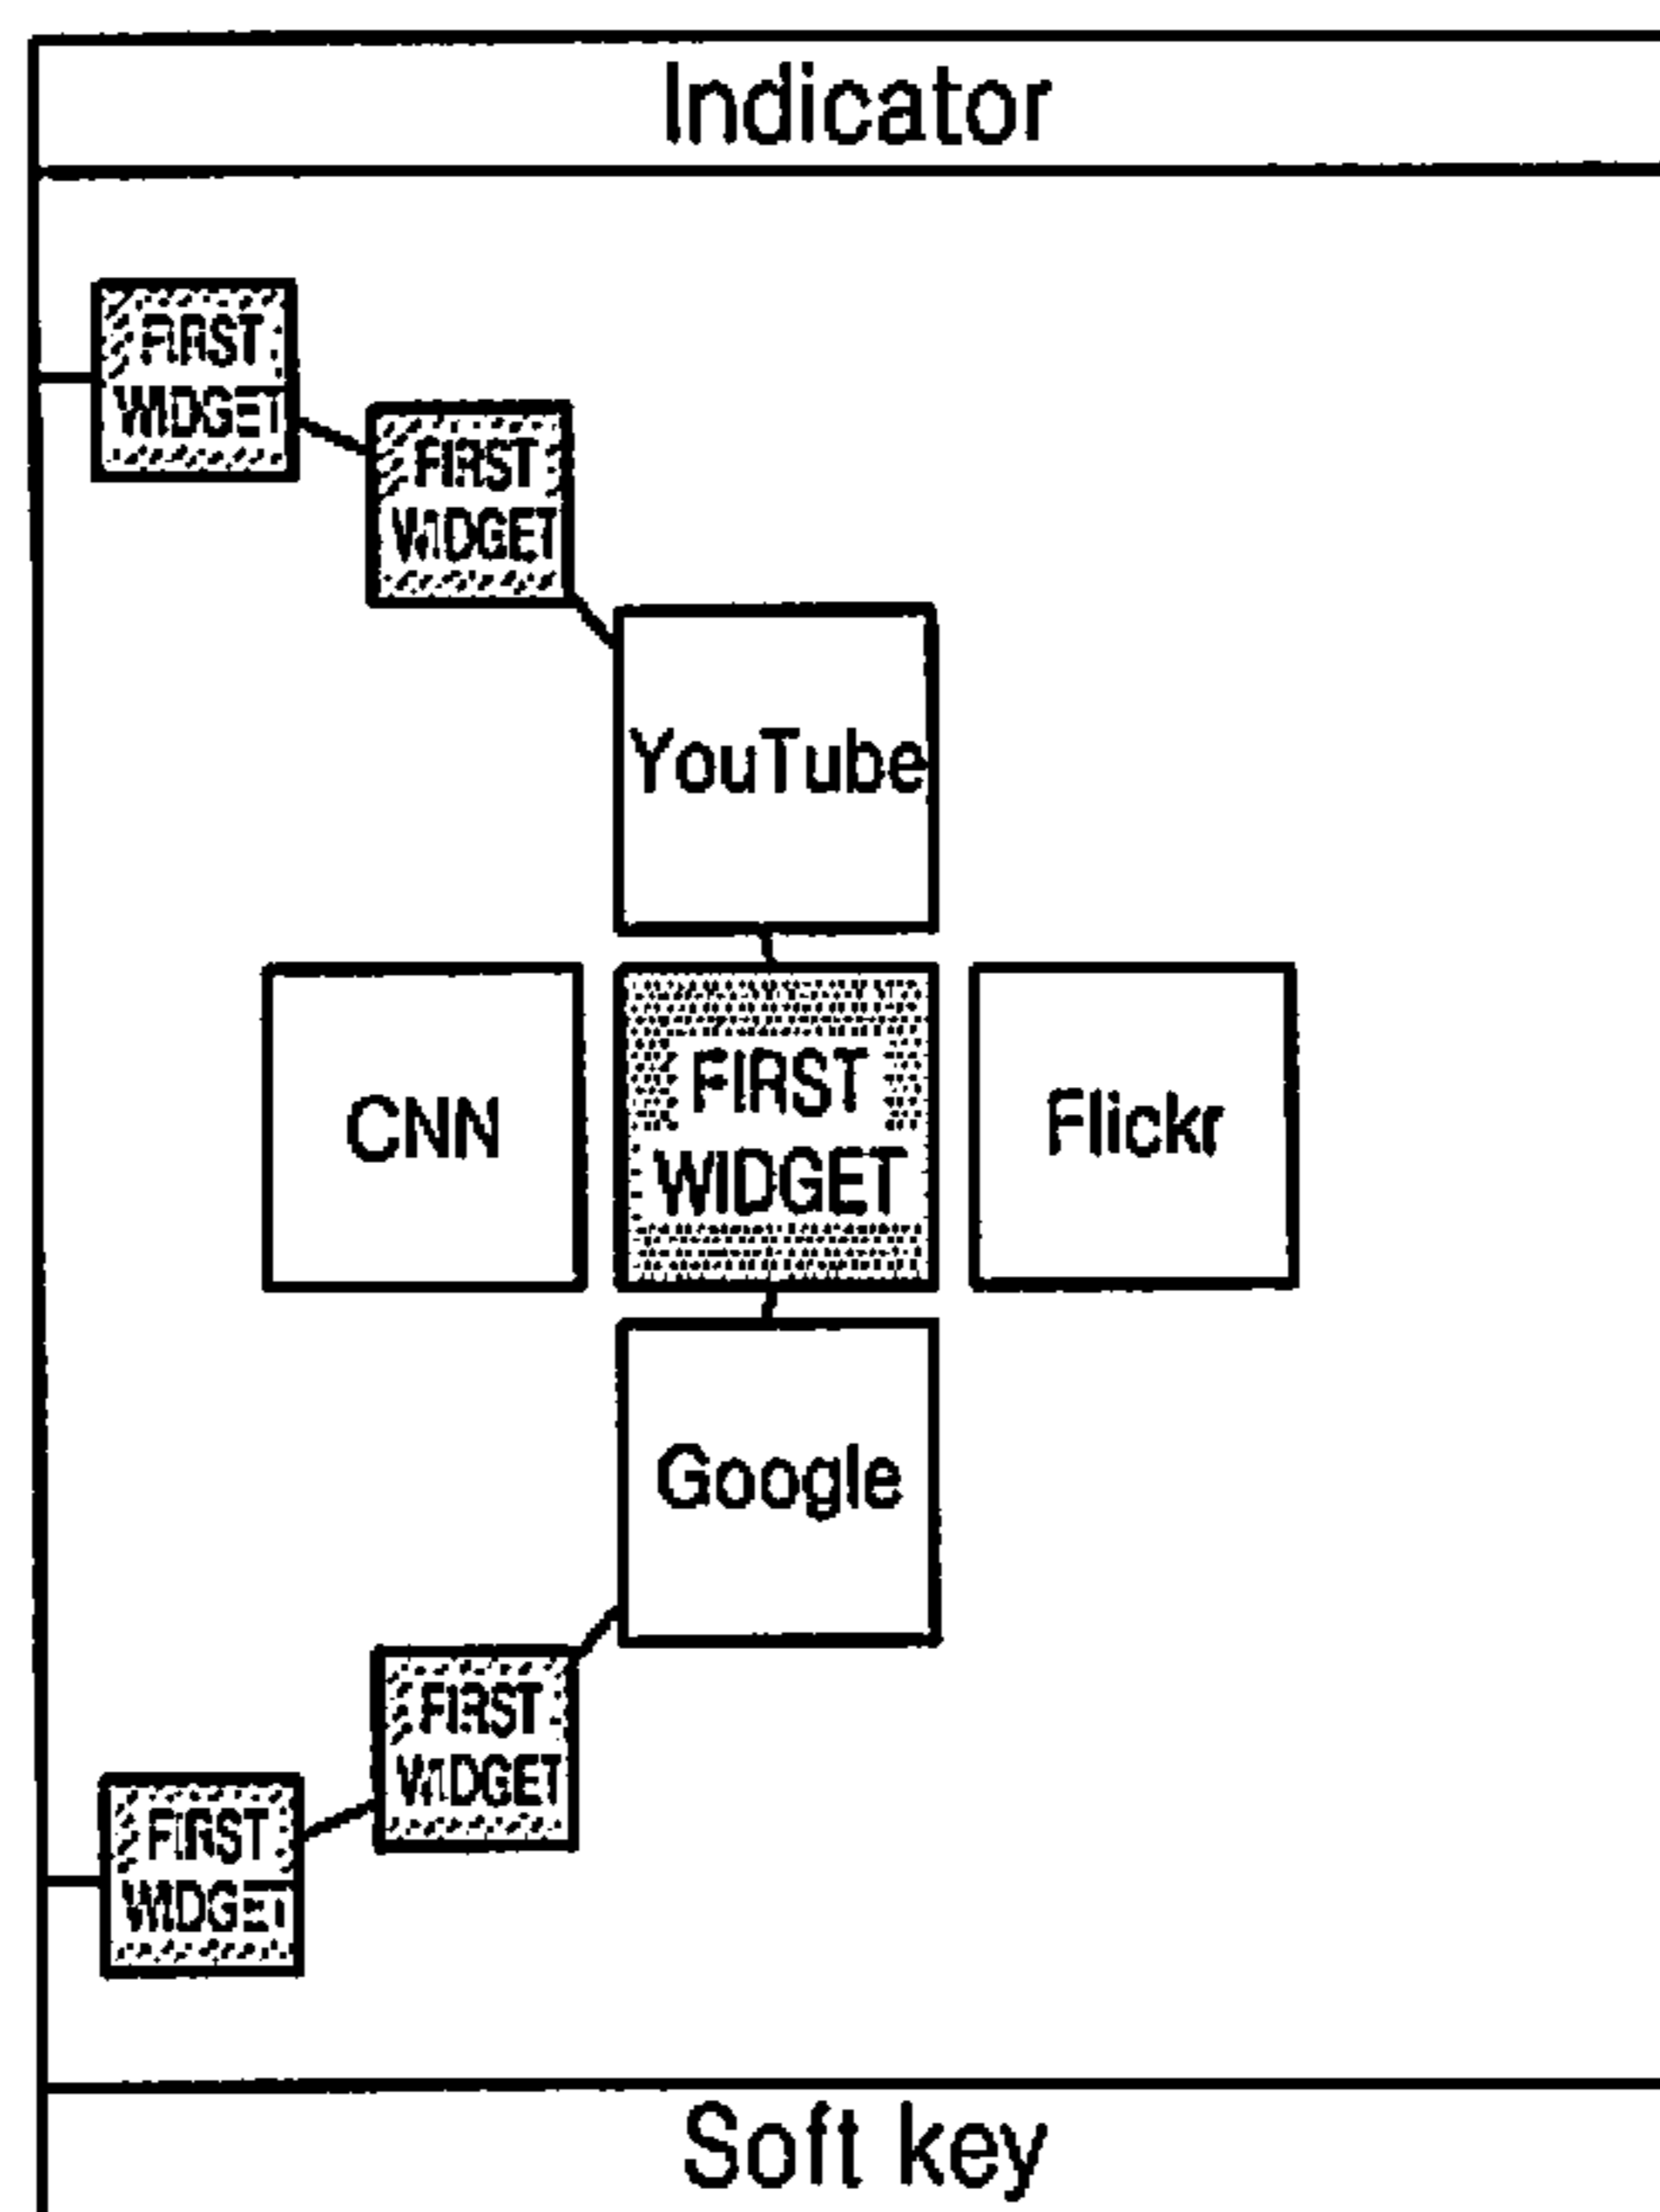 Indicator
FIRST
WIDGET
FIRST
WIDGET
YouTube
CNN
FIRST
WIDGET
Flickr
Google
FIRST
WIDGET
FIRST
WIDGET
Soft key